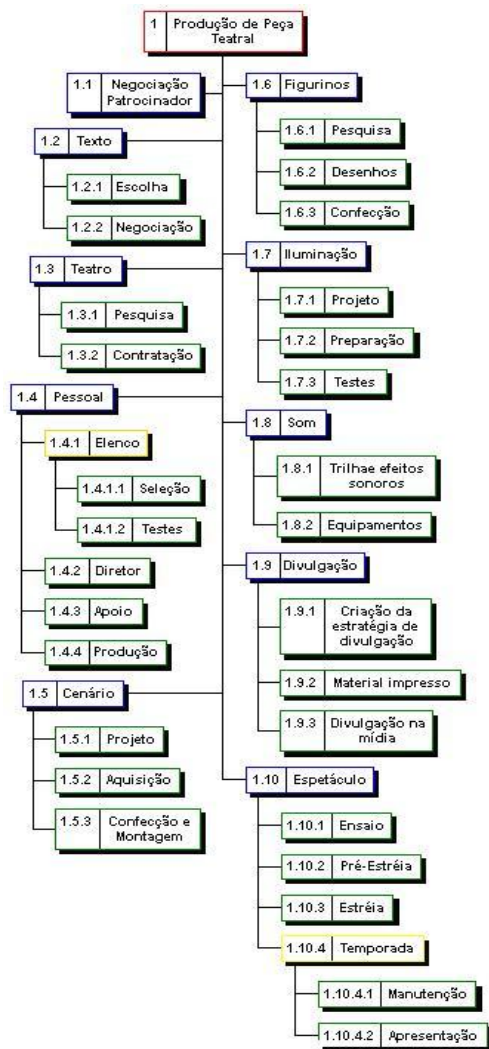 1 Produção de Peça
Teatral
1.1 Negociação
Patrocinador
1.2 Texto
1.2.1 Escolha
1.2.2 Negociação
1.3 Teatro
1.3.1 Pesquisa
1.3.2 Contratação
1.4 Pessoal
1.4.1 Elenco
1.4.1.1 Seleção
1.4.1.2 Testes
1.4.2 Diretor
1.4.3 Apoio
1.4.4 Produção
1.5 Cenário
1.5.1 Projeto
1.5.2 Aquisição
1.5.3 Confecção e
Montagem
1.6 Figurinos
1.6.1 Pesquisa
1.6.2 Desenhos
1.6.3 Confecção
1.7 Iluminação
1.7.1 Projeto
1.7.2 Preparação
1.7.3 Testes
1.8 Som
1.8.1 Trilhae efeitos
sonoros
1.8.2 Equipamentos
1.9 Divulgação
1.9.1 Criação da
estratégia de
divulgação
1.9.2 Material impresso
1.9.3 Divulgação na
mídia
1.10 Espetáculo
1.10.1 Ensaio
1.10.2 Pré-Estréia
1.10.3 Estréia
1.10.4 Temporada
1.10.4.1 Manutenção
1.10.4.2 Apresentação